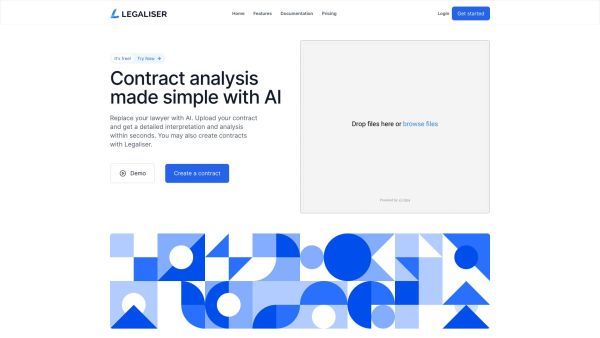 LEGALISER
Home Features Documentation Pricing
Login Get started
It's free! Try Now →
Contract analysis
made simple with AI
Replace your lawyer with AI. Upload your contract
and get a detailed interpretation and analysis
within seconds. You may also create contracts
with Legaliser.
Demo
Create a contract
Drop files here or browse files
Powered by